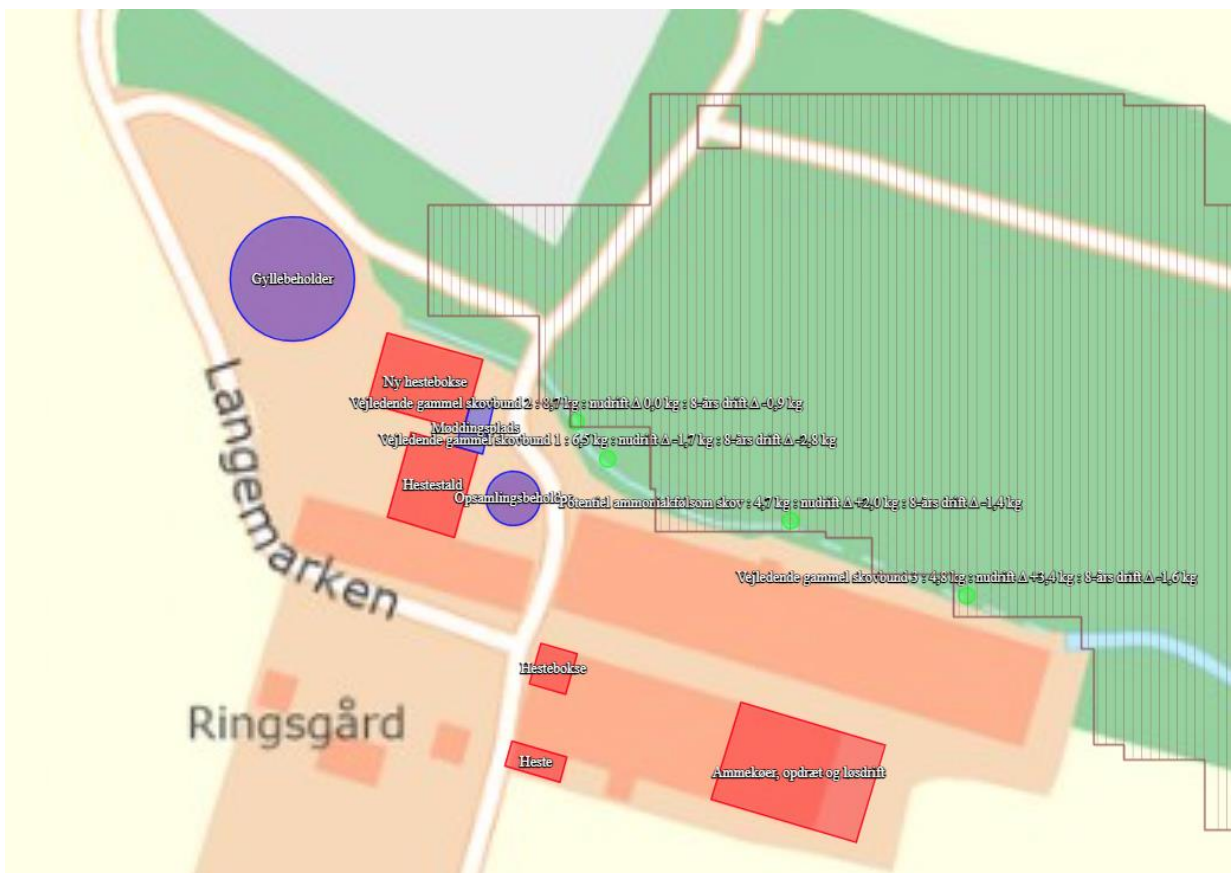 Gyllebeholder
Ny hestebokse
Vejledende gammel skovbund 2 : 8,7 kg : nudrift Δ 0,0 kg : 8-års drift Δ -0,9 kg
Møddingsplads
Vejledende gammel skovbund 1 : 6,5 kg : nudrift Δ -1,7 kg : 8-års drift Δ -2,8 kg
Hestestald
Opsamlingsbeholder
Potentiel ammoniakfølsom skov : 4,7 kg : nudrift Δ +2,0 kg : 8-års drift Δ -1,4 kg
Langemarken
Vejledende gammel skovbund 3 : 4,8 kg : nudrift Δ +3,4 kg : 8-års drift Δ -1,6 kg
Hestebokse
Ringsgård
Heste
Ammekøer, opdræt og løsdrift